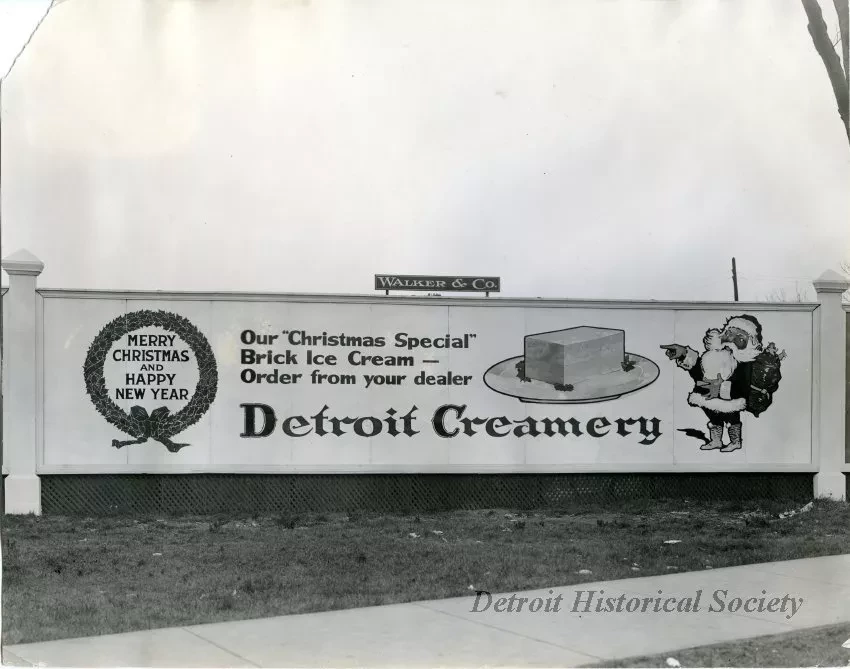 WALKER & CO.
MERRY
CHRISTMAS
AND
HAPPY
NEW YEAR
Our "Christmas Special"
Brick Ice Cream —
Order from your dealer
Detroit Creamery
Detroit Historical Society